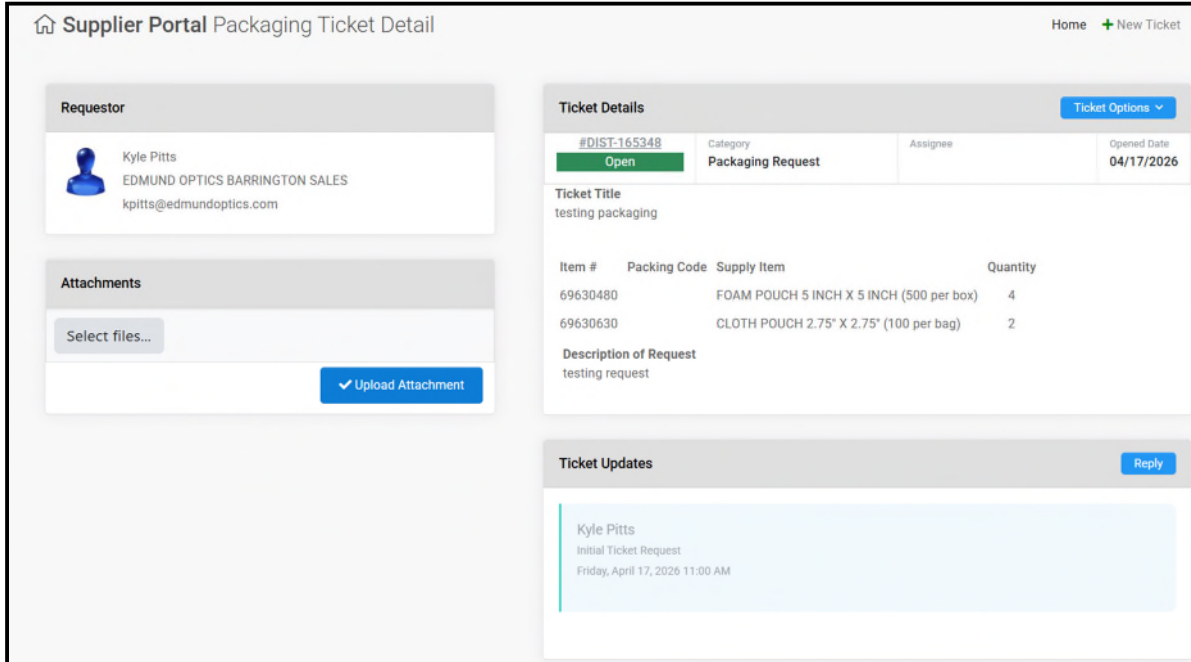 Supplier Portal Packaging Ticket Detail
Home + New Ticket
Requestor
Kyle Pitts
EDMUND OPTICS BARRINGTON SALES
kpitts@edmundoptics.com
Attachments
Select files...
Upload Attachment
Ticket Details
Ticket Options
#DIST-165348
Open
Category
Packaging Request
Assignee
Opened Date
04/17/2026
Ticket Title
testing packaging
Item # Packing Code Supply Item Quantity
69630480 FOAM POUCH 5 INCH X 5 INCH (500 per box) 4
69630630 CLOTH POUCH 2.75" X 2.75" (100 per bag) 2
Description of Request
testing request
Ticket Updates
Reply
Kyle Pitts
Initial Ticket Request
Friday, April 17, 2026 11:00 AM